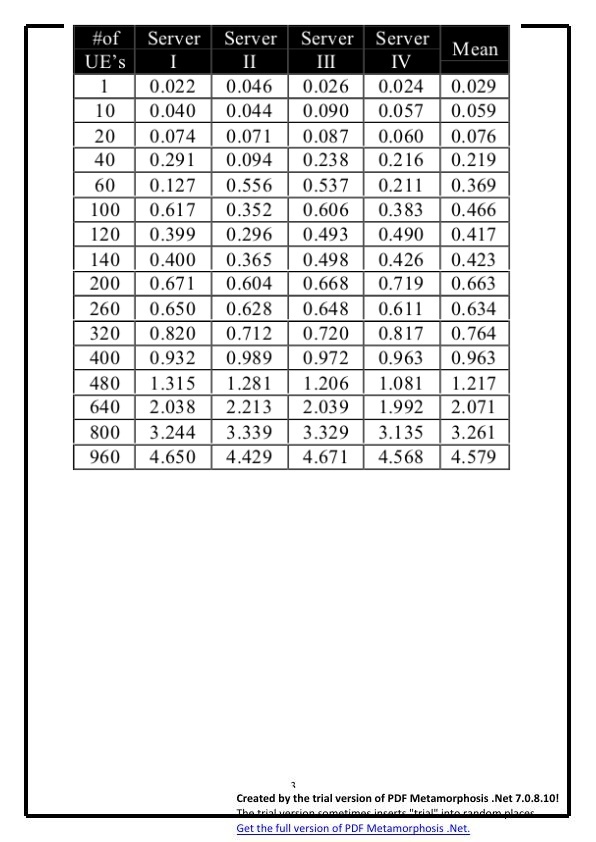 #of Server Server Server Server Mean
UE's I II III IV
1 0.022 0.046 0.026 0.024 0.029
10 0.040 0.044 0.090 0.057 0.059
20 0.074 0.071 0.087 0.060 0.076
40 0.291 0.094 0.238 0.216 0.219
60 0.127 0.556 0.537 0.211 0.369
100 0.617 0.352 0.606 0.383 0.466
120 0.399 0.296 0.493 0.490 0.417
140 0.400 0.365 0.498 0.426 0.423
200 0.671 0.604 0.668 0.719 0.663
260 0.650 0.628 0.648 0.611 0.634
320 0.820 0.712 0.720 0.817 0.764
400 0.932 0.989 0.972 0.963 0.963
480 1.315 1.281 1.206 1.081 1.217
640 2.038 2.213 2.039 1.992 2.071
800 3.244 3.339 3.329 3.135 3.261
960 4.650 4.429 4.671 4.568 4.579
3
Created by the trial version of PDF Metamorphosis .Net 7.0.8.10!
The trial version sometimes inserts "trial" into random places.
Get the full version of PDF Metamorphosis .Net.